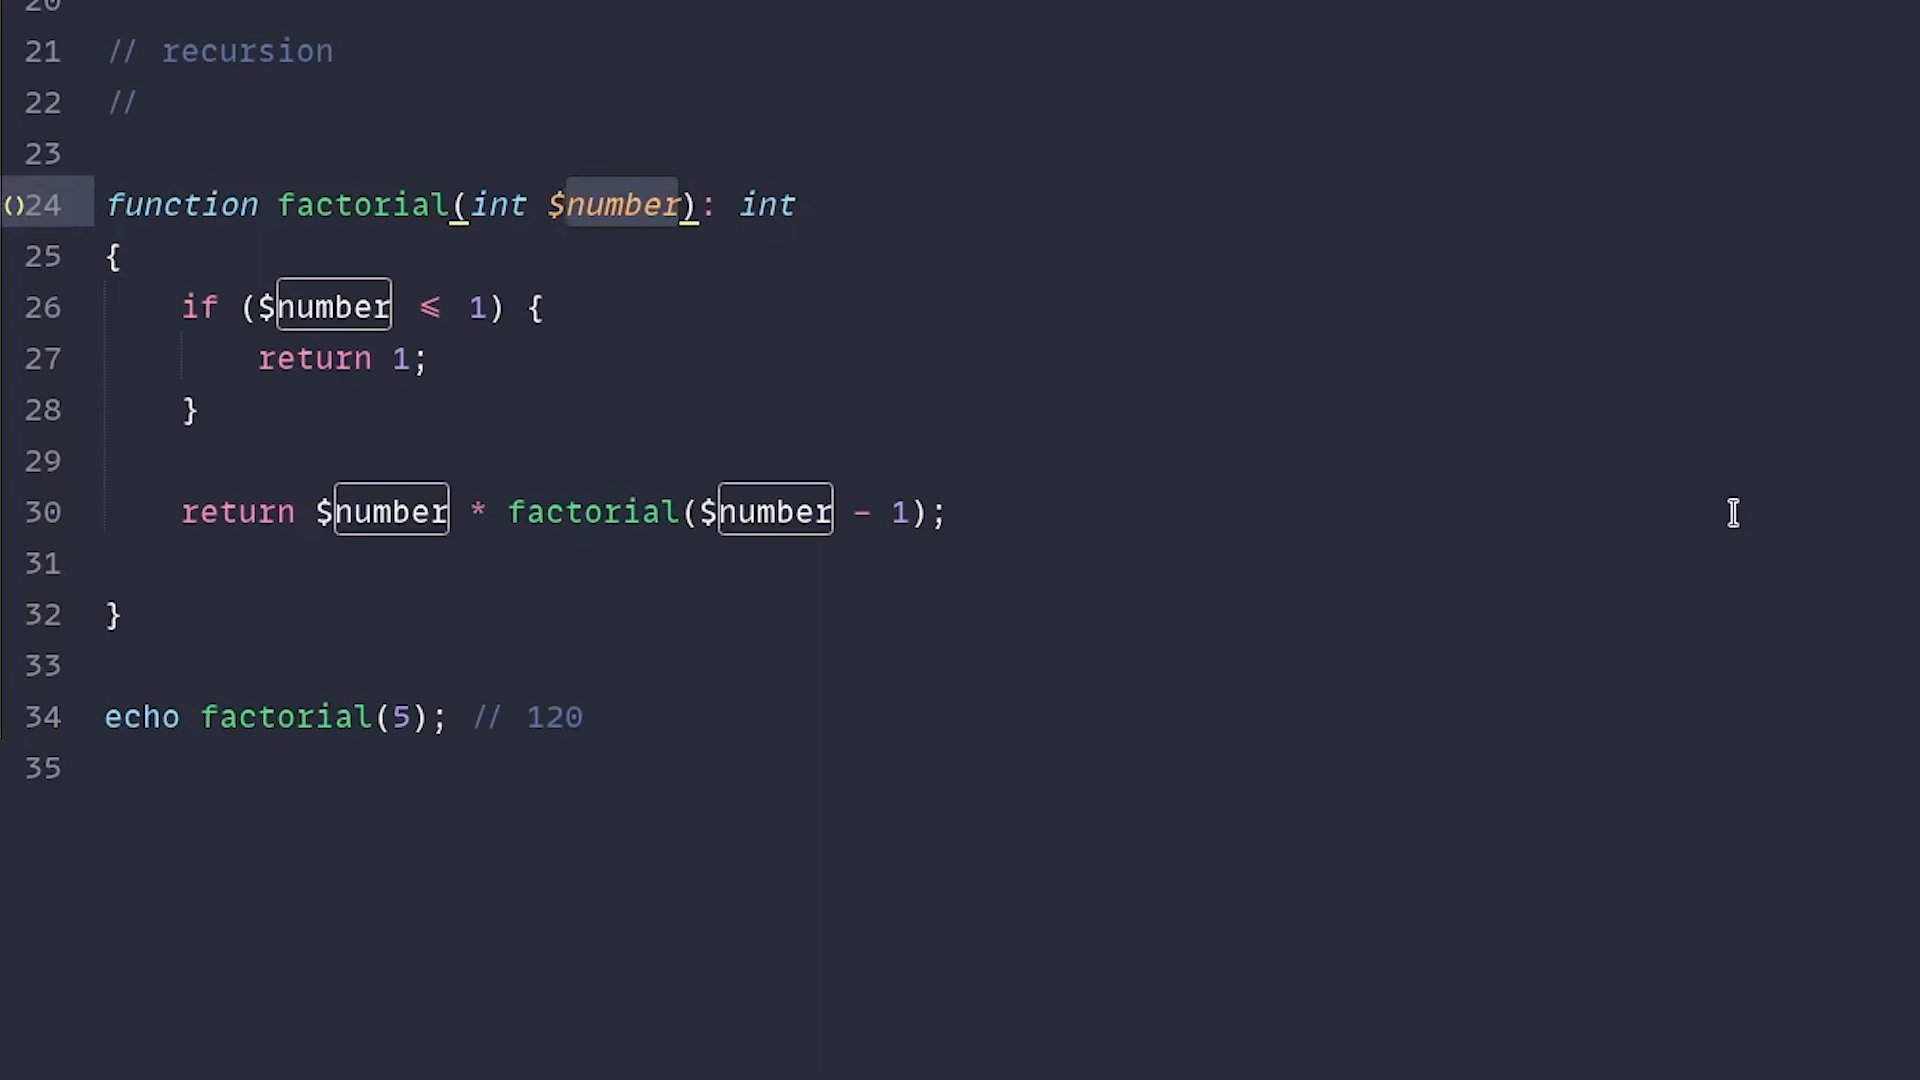 20
21 // recursion
22 //
23
()24 function factorial(int $number): int
25 {
26 if ($number ⩽ 1) {
27 return 1;
28 }
29
30 return $number * factorial($number - 1);
31
32 }
33
34 echo factorial(5); // 120
35